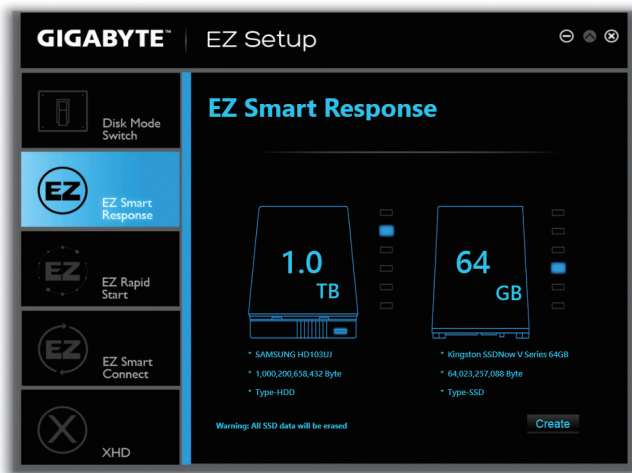 GIGABYTE™ EZ Setup
Disk Mode
Switch
EZ
EZ Smart
Response
EZ
EZ Rapid
Start
EZ
EZ Smart
Connect
X
XHD
EZ Smart Response
1.0
TB
64
GB
* SAMSUNG HD103UJ
* 1,000,200,658,432 Byte
* Type-HDD
* Kingston SSDNow V Series 64GB
* 64,023,257,088 Byte
* Type-SSD
Warning: All SSD data will be erased
Create